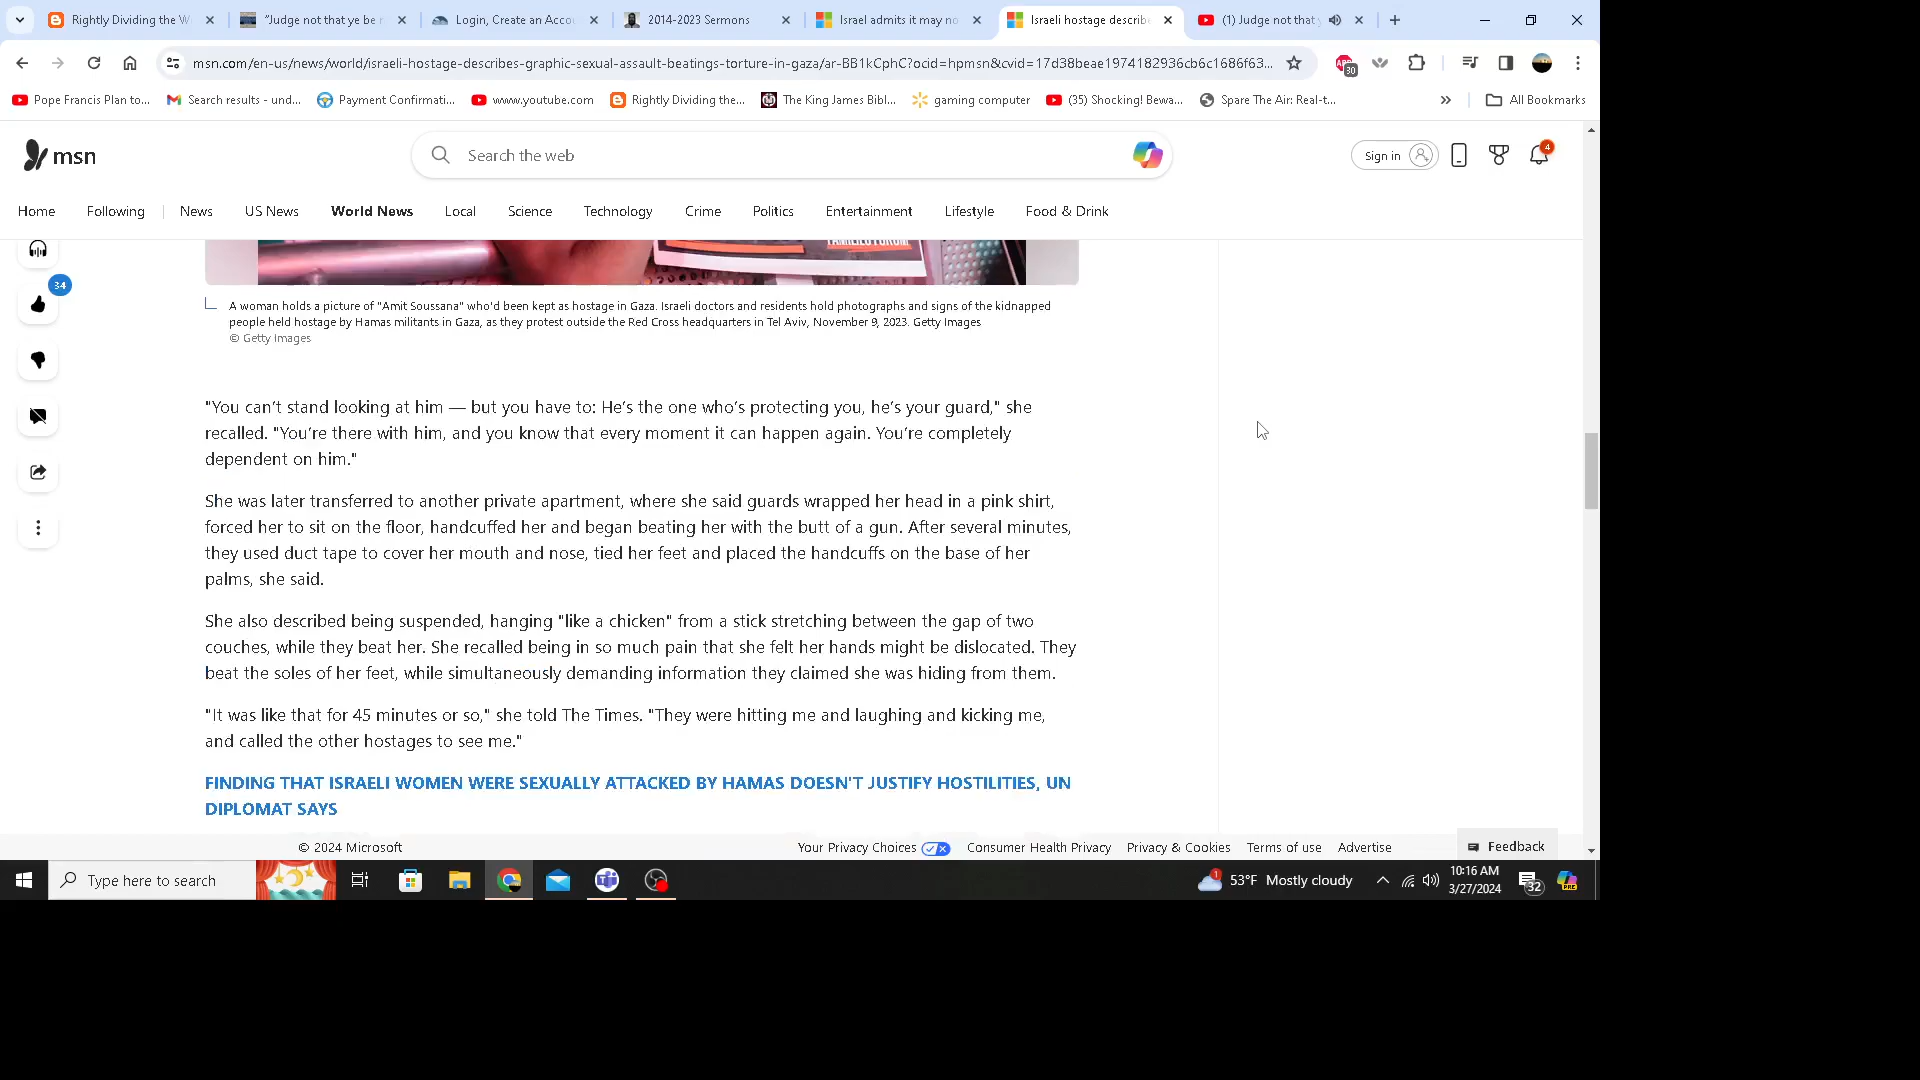 Rightly Dividing the W
"Judge not that ye be
Login, Create an Acco
2014-2023 Sermons
Israel admits it may no
Israeli hostage describ
(1) Judge not that
msn.com/en-us/news/world/israeli-hostage-describes-graphic-sexual-assault-beatings-torture-in-gaza/ar-BB1kCphC?ocid=hpmsn&cvid=17d38beae1974182936cb6c1686f63...
30
Pope Francis Plan to...
Search results - und...
Payment Confirmati...
www.youtube.com
Rightly Dividing the...
The King James Bibl...
gaming computer
(35) Shocking! Bewa...
Spare The Air: Real-t...
All Bookmarks
msn
Search the web
Sign in
4
Home
Following
News
US News
World News
Local
Science
Technology
Crime
Politics
Entertainment
Lifestyle
Food & Drink
34
FAMILIES FORUM
A woman holds a picture of "Amit Soussana" who'd been kept as hostage in Gaza. Israeli doctors and residents hold photographs and signs of the kidnapped
people held hostage by Hamas militants in Gaza, as they protest outside the Red Cross headquarters in Tel Aviv, November 9, 2023. Getty Images
© Getty Images
"You can't stand looking at him — but you have to: He's the one who's protecting you, he's your guard," she
recalled. "You're there with him, and you know that every moment it can happen again. You're completely
dependent on him."
She was later transferred to another private apartment, where she said guards wrapped her head in a pink shirt,
forced her to sit on the floor, handcuffed her and began beating her with the butt of a gun. After several minutes,
they used duct tape to cover her mouth and nose, tied her feet and placed the handcuffs on the base of her
palms, she said.
She also described being suspended, hanging "like a chicken" from a stick stretching between the gap of two
couches, while they beat her. She recalled being in so much pain that she felt her hands might be dislocated. They
beat the soles of her feet, while simultaneously demanding information they claimed she was hiding from them.
"It was like that for 45 minutes or so," she told The Times. "They were hitting me and laughing and kicking me,
and called the other hostages to see me."
FINDING THAT ISRAELI WOMEN WERE SEXUALLY ATTACKED BY HAMAS DOESN'T JUSTIFY HOSTILITIES, UN
DIPLOMAT SAYS
© 2024 Microsoft
Your Privacy Choices
Consumer Health Privacy
Privacy & Cookies
Terms of use
Advertise
Feedback
Type here to search
1
53°F Mostly cloudy
10:16 AM
3/27/2024
32